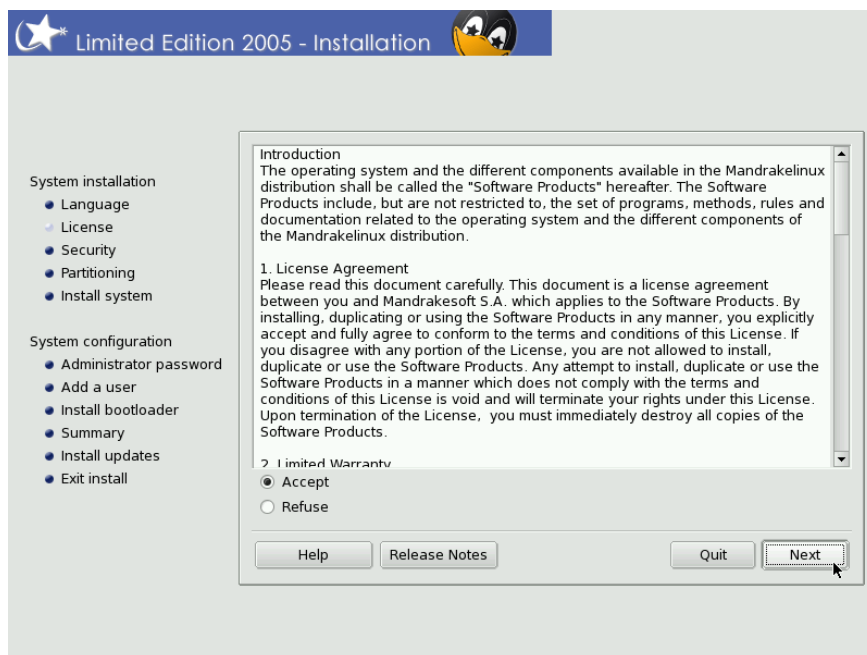 Limited Edition 2005 - Installation
System installation
Language
License
Security
Partitioning
Install system
System configuration
Administrator password
Add a user
Install bootloader
Summary
Install updates
Exit install
Introduction
The operating system and the different components available in the Mandrakelinux
distribution shall be called the "Software Products" hereafter. The Software
Products include, but are not restricted to, the set of programs, methods, rules and
documentation related to the operating system and the different components of
the Mandrakelinux distribution.
1. License Agreement
Please read this document carefully. This document is a license agreement
between you and Mandrakesoft S.A. which applies to the Software Products. By
installing, duplicating or using the Software Products in any manner, you explicitly
accept and fully agree to conform to the terms and conditions of this License. If
you disagree with any portion of the License, you are not allowed to install,
duplicate or use the Software Products. Any attempt to install, duplicate or use the
Software Products in a manner which does not comply with the terms and
conditions of this License is void and will terminate your rights under this License.
Upon termination of the License, you must immediately destroy all copies of the
Software Products.
2. Limited Warranty
Accept
Refuse
Help
Release Notes
Quit
Next